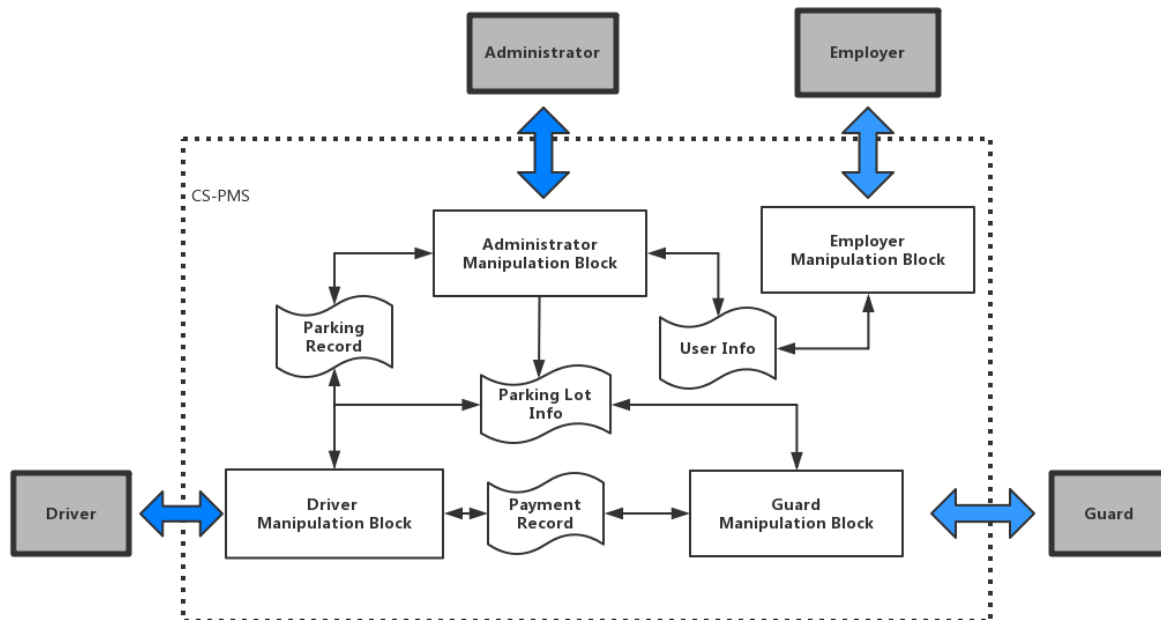 Administrator
Employer
CS-PMS
Administrator
Manipulation Block
Employer
Manipulation Block
Parking
Record
User Info
Parking Lot
Info
Driver
Driver
Manipulation Block
Payment
Record
Guard
Manipulation Block
Guard